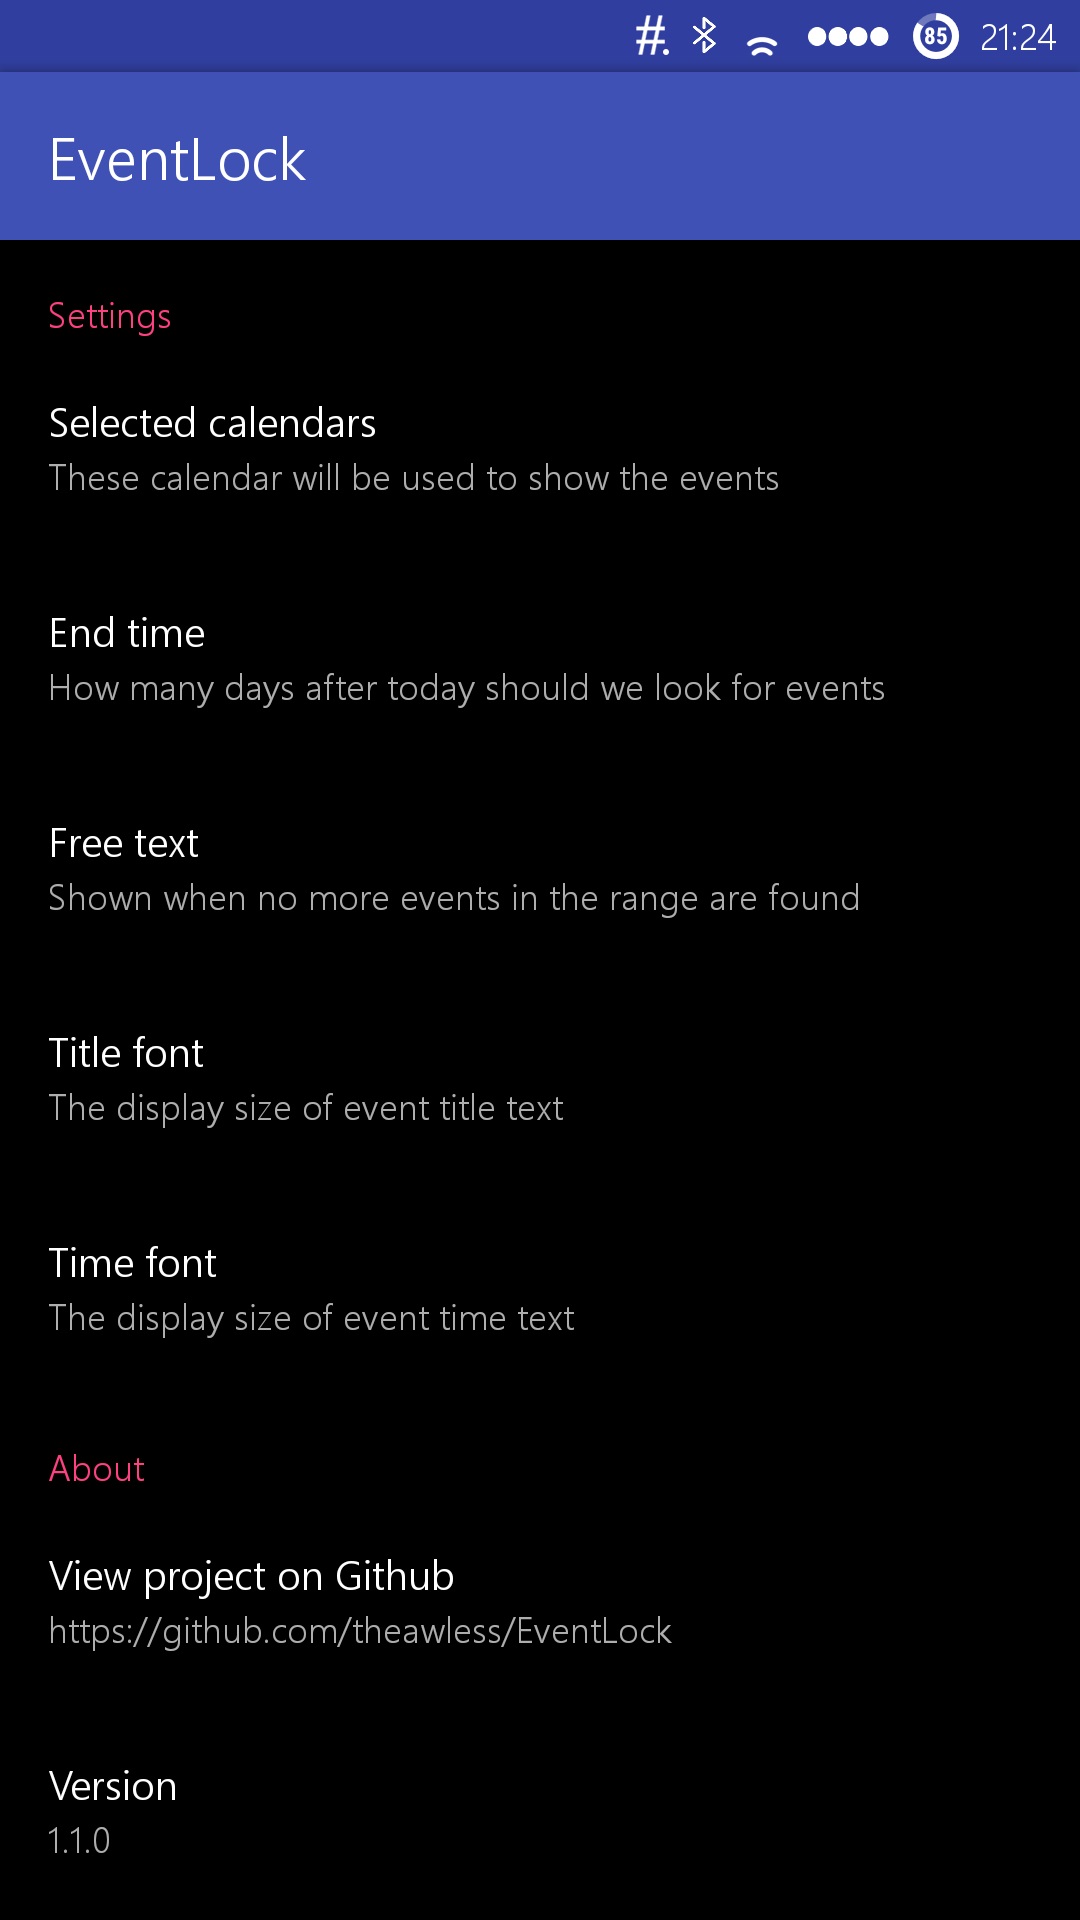 #. 85 21:24
EventLock
Settings
Selected calendars
These calendar will be used to show the events
End time
How many days after today should we look for events
Free text
Shown when no more events in the range are found
Title font
The display size of event title text
Time font
The display size of event time text
About
View project on Github
https://github.com/theawless/EventLock
Version
1.1.0